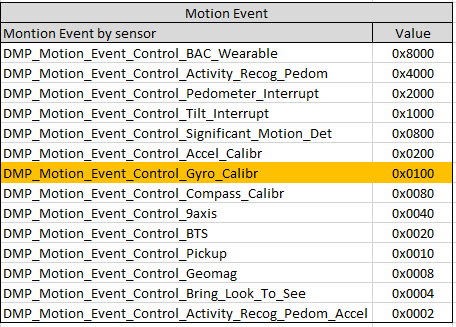 Motion Event
Montion Event by sensor Value
DMP_Motion_Event_Control_BAC_Wearable 0x8000
DMP_Motion_Event_Control_Activity_Recog_Pedom 0x4000
DMP_Motion_Event_Control_Pedometer_Interrupt 0x2000
DMP_Motion_Event_Control_Tilt_Interrupt 0x1000
DMP_Motion_Event_Control_Significant_Motion_Det 0x0800
DMP_Motion_Event_Control_Accel_Calibr 0x0200
DMP_Motion_Event_Control_Gyro_Calibr 0x0100
DMP_Motion_Event_Control_Compass_Calibr 0x0080
DMP_Motion_Event_Control_9axis 0x0040
DMP_Motion_Event_Control_BTS 0x0020
DMP_Motion_Event_Control_Pickup 0x0010
DMP_Motion_Event_Control_Geomag 0x0008
DMP_Motion_Event_Control_Bring_Look_To_See 0x0004
DMP_Motion_Event_Control_Activity_Recog_Pedom_Accel 0x0002